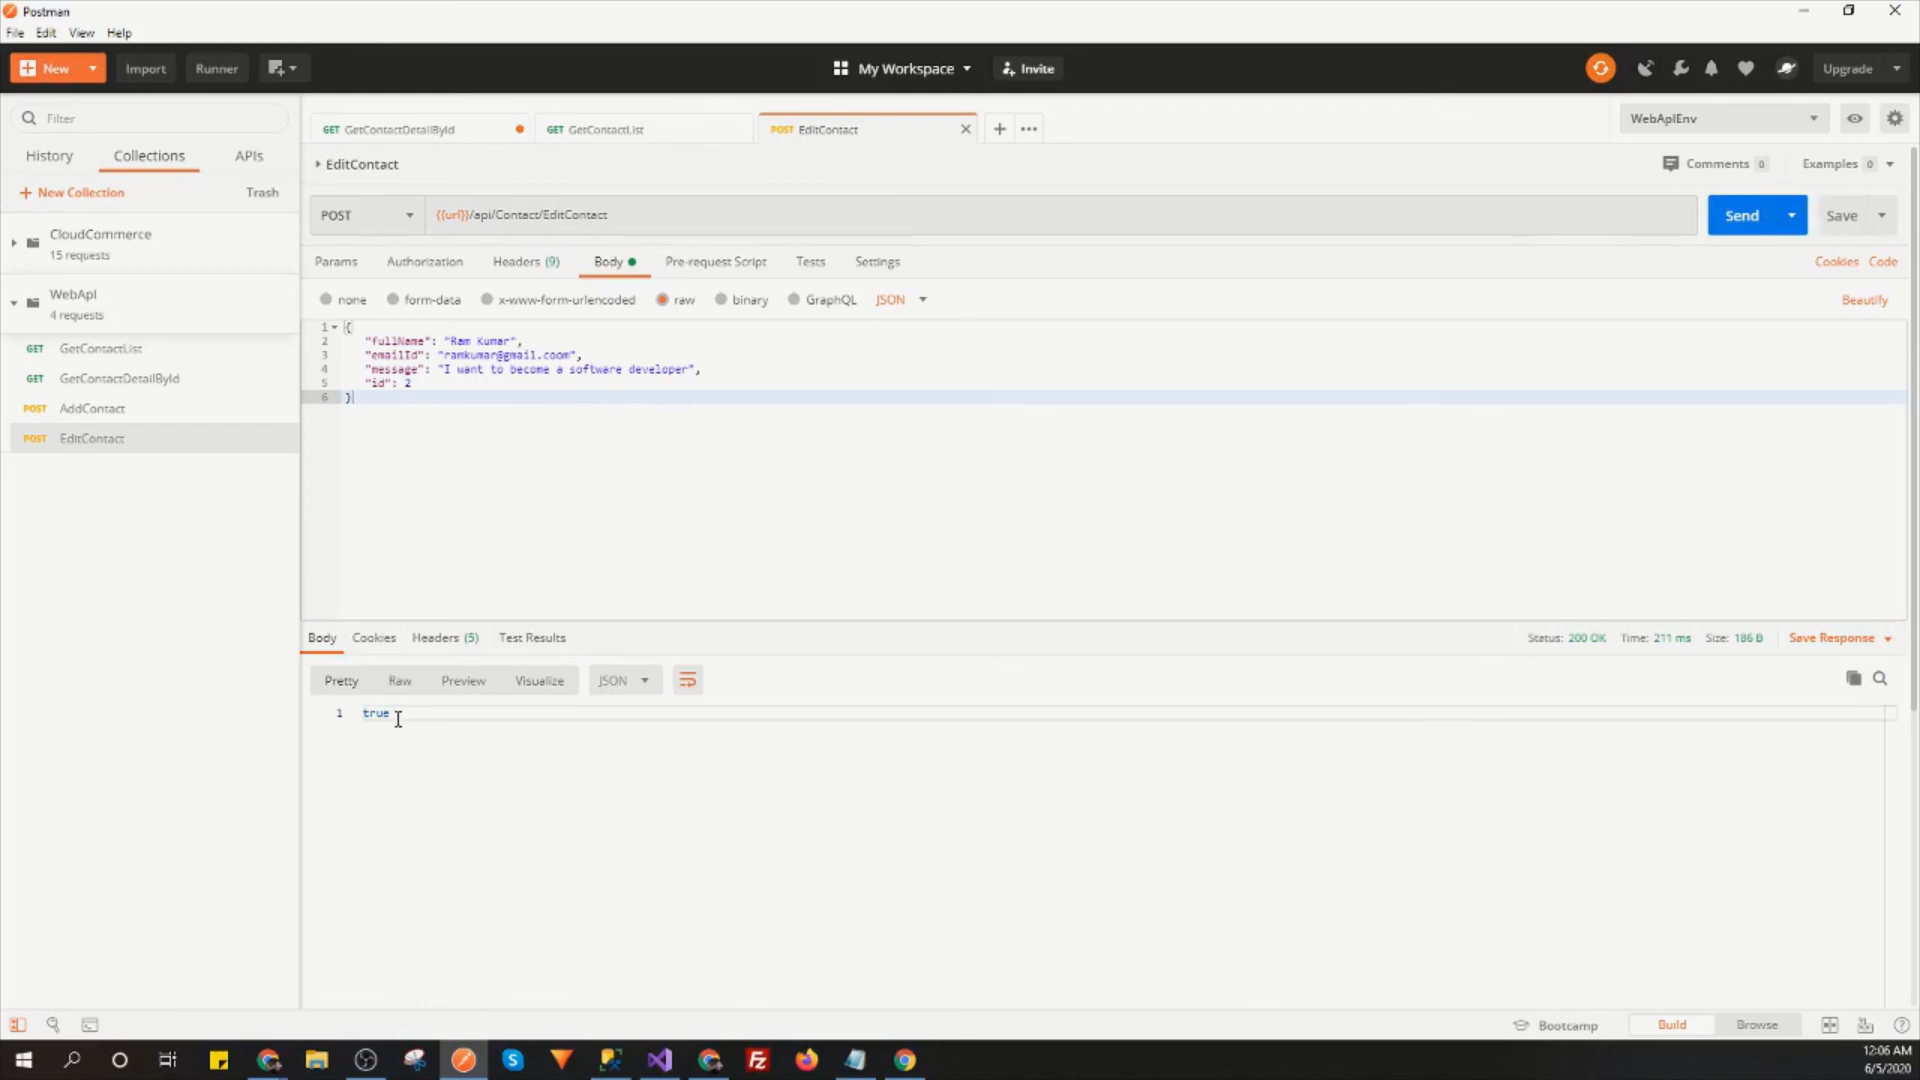 Postman
File Edit View Help
New Import Runner My Workspace Invite Upgrade
Filter
History Collections APIs
New Collection Trash
CloudCommerce
15 requests
WebApI
4 requests
GET GetContactList
GET GetContactDetailById
POST AddContact
POST EditContact
GET GetContactDetailById GET GetContactList POST EditContact WebApIEnv
EditContact Comments 0 Examples 0
POST {{url}}/api/Contact/EditContact Send Save
Params Authorization Headers (9) Body Pre-request Script Tests Settings Cookies Code
none form-data x-www-form-urlencoded raw binary GraphQL JSON Beautify
1 {
2 "fullName": "Ram Kumar",
3 "emailId": "ramkumar@gmail.coom",
4 "message": "I want to become a software developer",
5 "id": 2
6 }
Body Cookies Headers (5) Test Results Status: 200 OK Time: 211 ms Size: 186 B Save Response
Pretty Raw Preview Visualize JSON
1 true
Bootcamp Build Browse
12:06 AM
6/5/2020